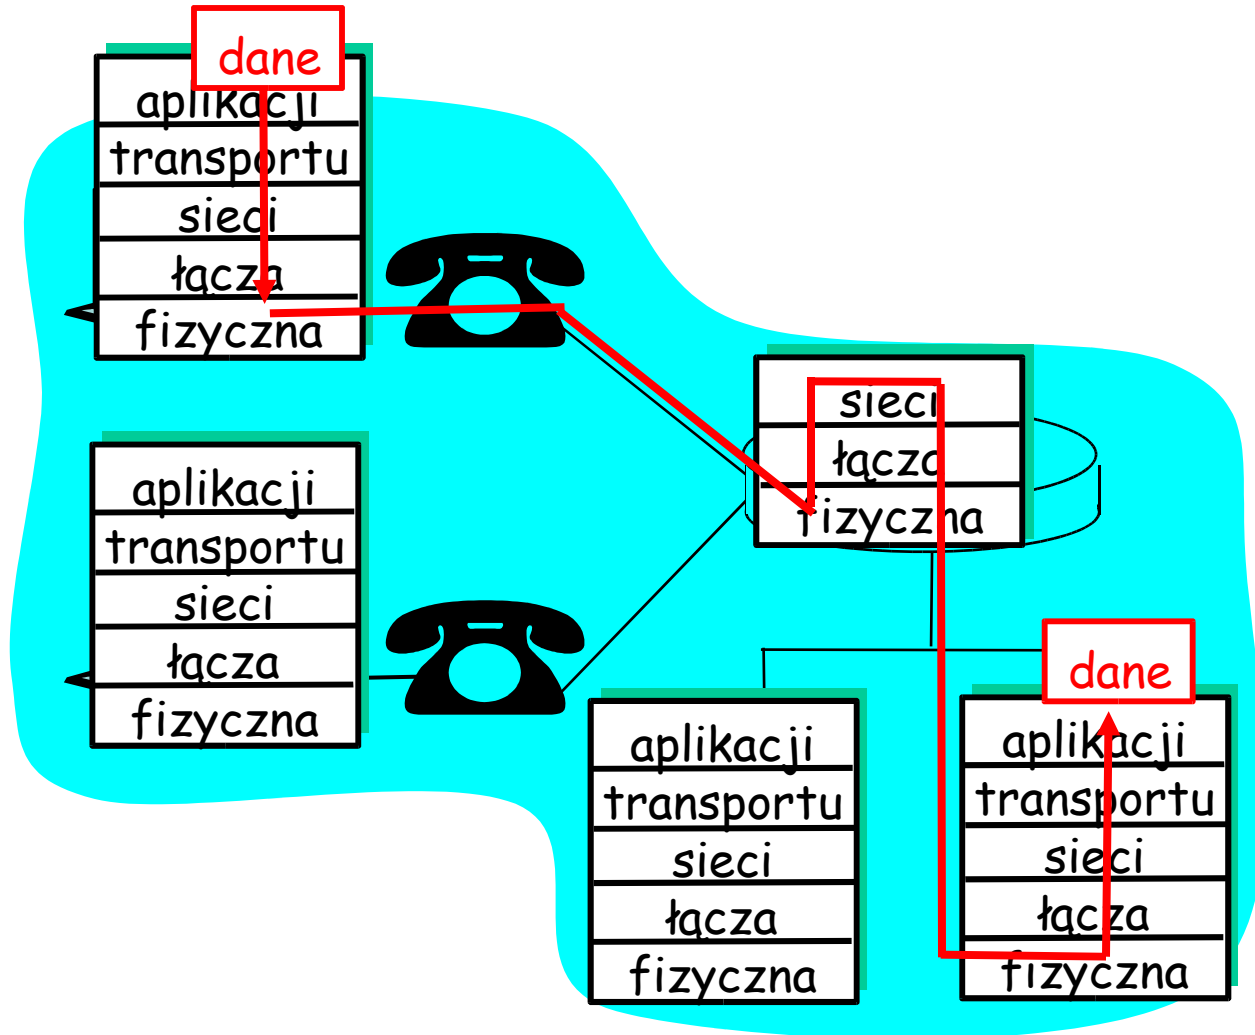 dane
aplikacji
transportu
sieci
łącza
fizyczna
sieci
łącza
fizyczna
aplikacji
transportu
sieci
łącza
fizyczna
aplikacji
transportu
sieci
łącza
fizyczna
dane
aplikacji
transportu
sieci
łącza
fizyczna